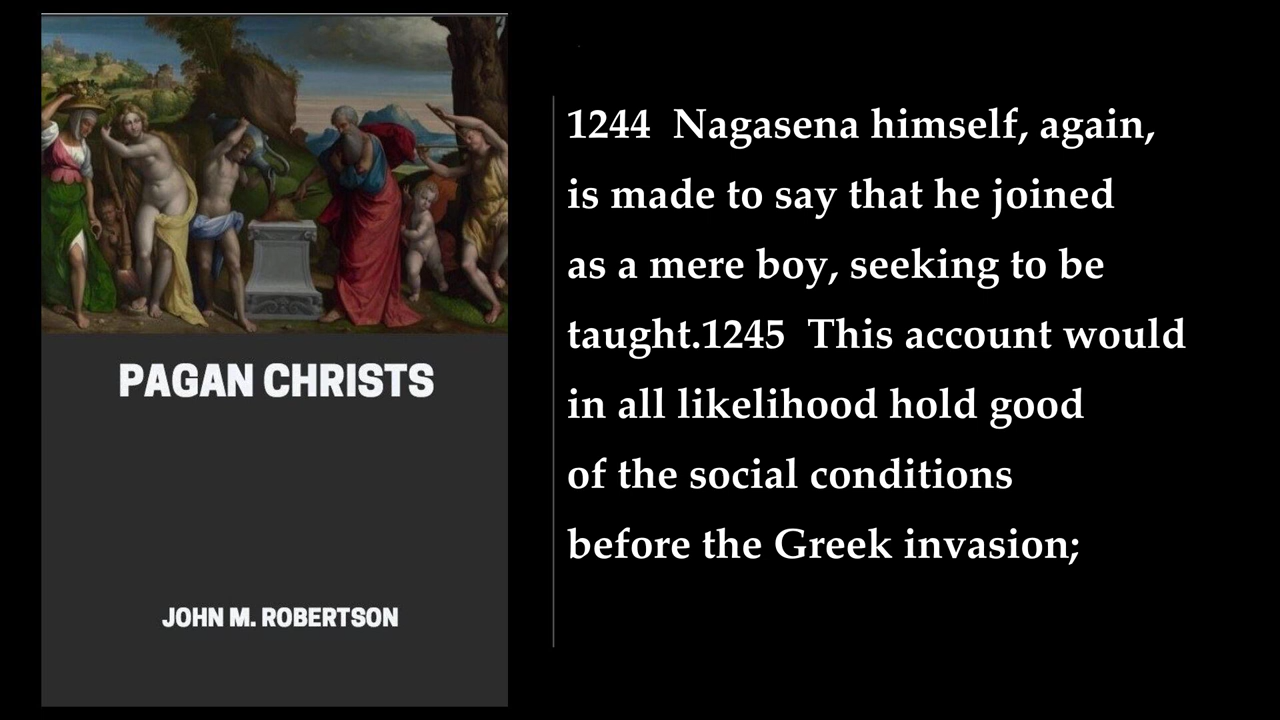 PAGAN CHRISTS
JOHN M. ROBERTSON
1244 Nagasena himself, again,
is made to say that he joined
as a mere boy, seeking to be
taught.1245 This account would
in all likelihood hold good
of the social conditions
before the Greek invasion;